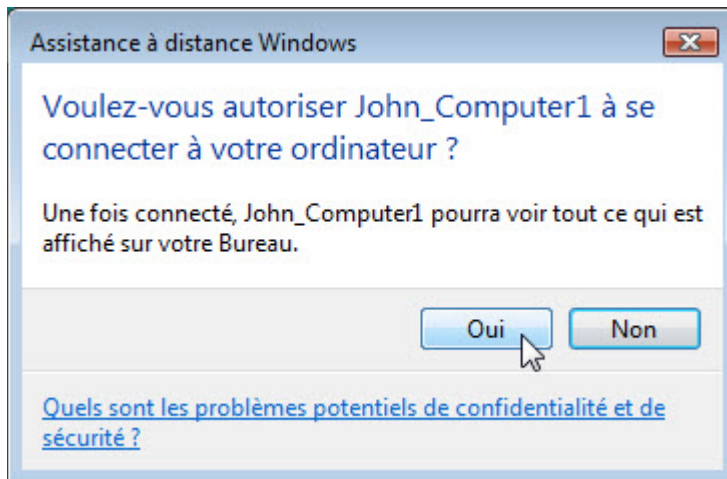 Assistance à distance Windows
Voulez-vous autoriser John_Computer1 à se
connecter à votre ordinateur ?
Une fois connecté, John_Computer1 pourra voir tout ce qui est
affiché sur votre Bureau.
Oui
Non
Quels sont les problèmes potentiels de confidentialité et de
sécurité ?